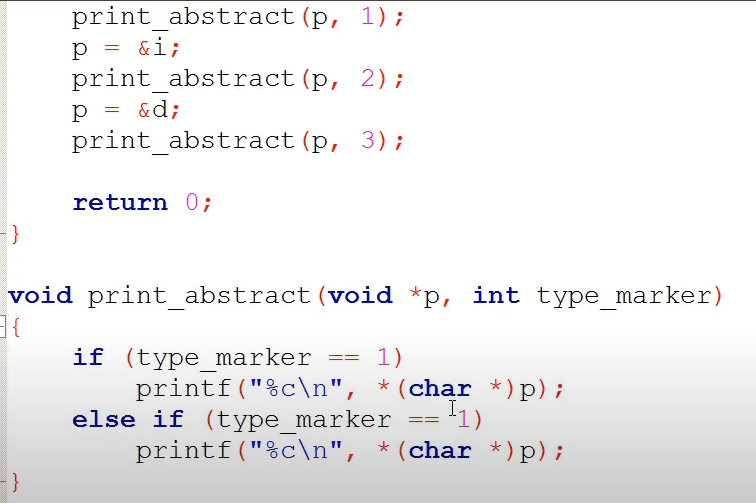 print_abstract(p, 1);
p = &i;
print_abstract(p, 2);
p = &d;
print_abstract(p, 3);
return 0;
}
void print_abstract(void *p, int type_marker)
{
if (type_marker == 1)
printf("%c\n", *(char *)p);
else if (type_marker == 1)
printf("%c\n", *(char *)p);
}